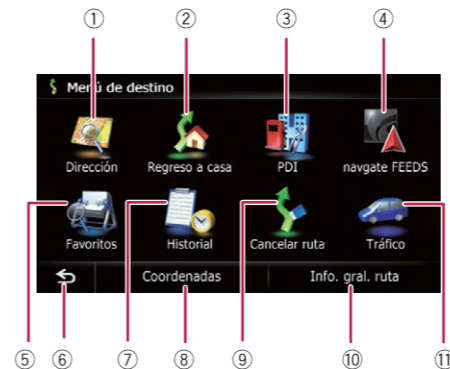 ① ② ③ ④
Menú de destino
Dirección Regreso a casa PDI navgate FEEDS
Favoritos Historial Cancelar ruta Tráfico
Coordenadas Info. gral. ruta
⑤ ⑥ ⑦ ⑧ ⑨ ⑩ ⑪